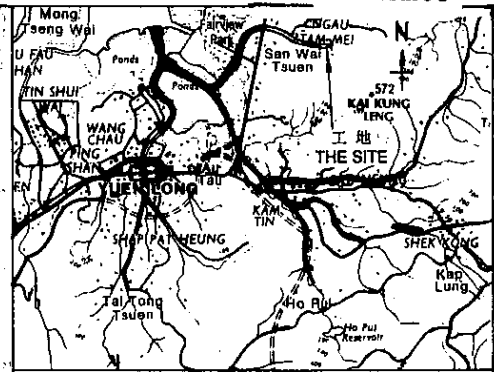 Mong
Tseng Wai
Fairview
Park
NGAU
TAM MEI
N
San Wai
Tsuen
U FAU
HAN
Ponds
Ponds
572
KAI KUNG
LENG
TIN SHUI
WAI
WANG
CHAU
PING
SHAN
工地
THE SITE
YUEN LONG
KAM
TIN
SHAP PAT HEUNG
SHEK KONG
Kap
Lung
Tai Tong
Tsuen
Ho Pui
Ho Pui
Reservoir